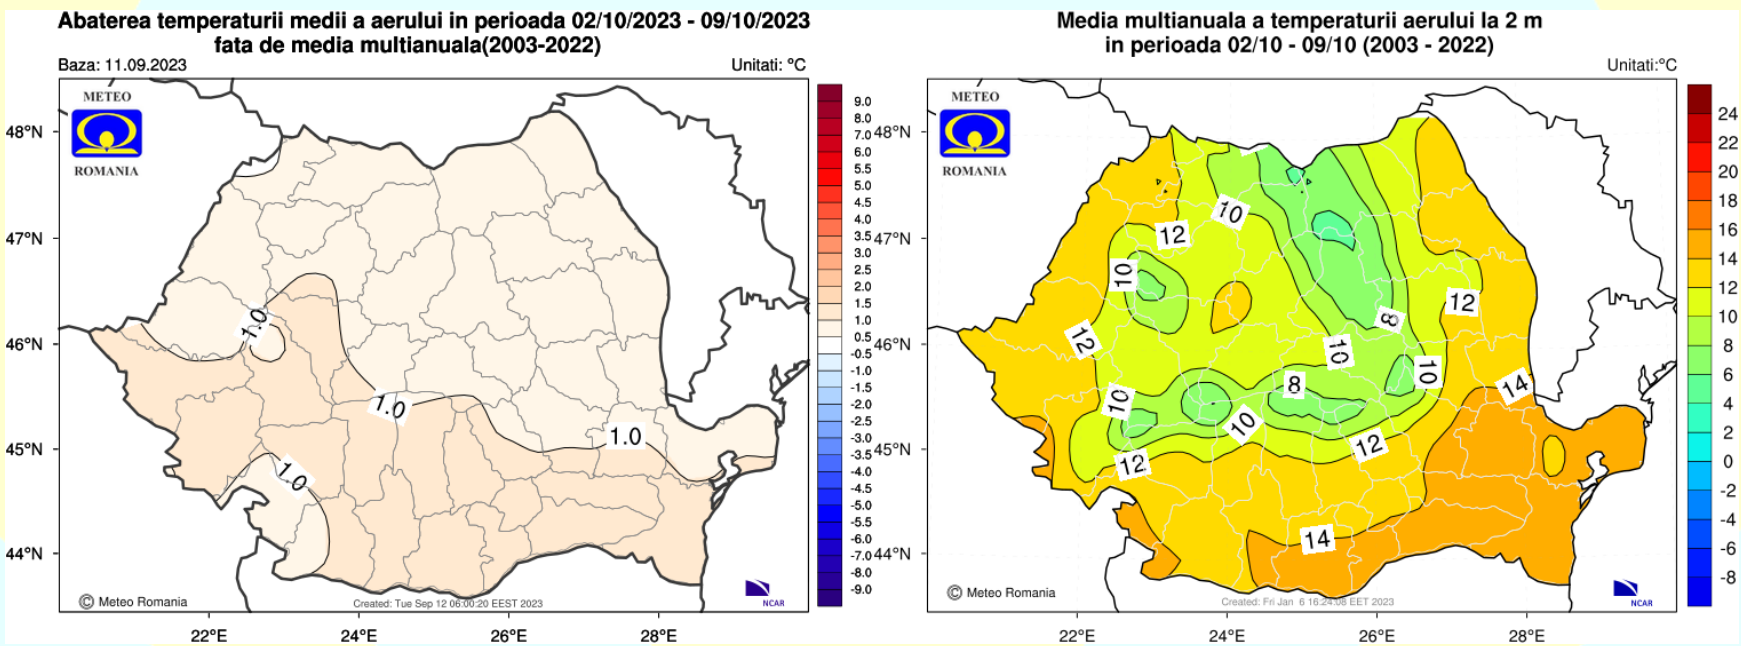 Abaterea temperaturii medii a aerului in perioada 02/10/2023 - 09/10/2023
fata de media multianuala(2003-2022)
Baza: 11.09.2023
Unitati: °C
METEO
ROMANIA
48°N
47°N
46°N
45°N
44°N
1.0
1.0
1.0
1.0
9.0
8.0
7.0
6.0
5.5
5.0
4.5
4.0
3.5
3.0
2.5
2.0
1.5
1.0
0.5
-0.5
-1.0
-1.5
-2.0
-2.5
-3.0
-3.5
-4.0
-4.5
-5.0
-5.5
-6.0
-7.0
-8.0
-9.0
© Meteo Romania
Created: Tue Sep 12 06:00:20 EEST 2023
NCAR
22°E 24°E 26°E 28°E
Media multianuala a temperaturii aerului la 2 m
in perioada 02/10 - 09/10 (2003 - 2022)
Unitati:°C
METEO
ROMANIA
48°N
47°N
46°N
45°N
44°N
10
12
10
12
8
12
10
10
8
14
10
10
12
12
14
24
22
20
18
16
14
12
10
8
6
4
2
0
-2
-4
-6
-8
© Meteo Romania
Created: Fri Jan 6 16:24:08 EET 2023
NCAR
22°E 24°E 26°E 28°E